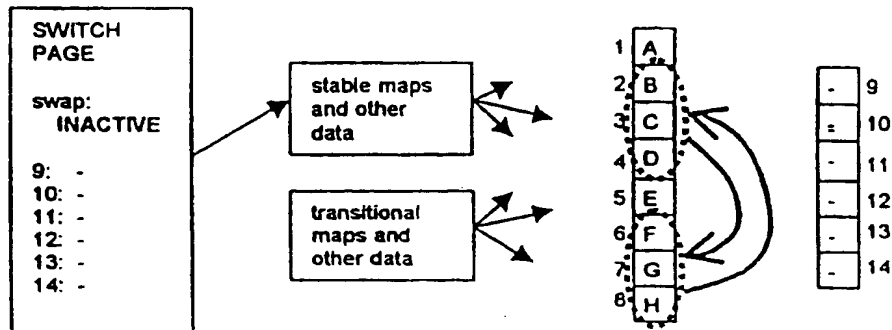 SWITCH
PAGE
swap:
INACTIVE
9: -
10: -
11: -
12: -
13: -
14: -
stable maps
and other
data
transitional
maps and
other data
1 A
2 B
3 C
4 D
5 E
6 F
7 G
8 H
- 9
= 10
- 11
- 12
- 13
- 14